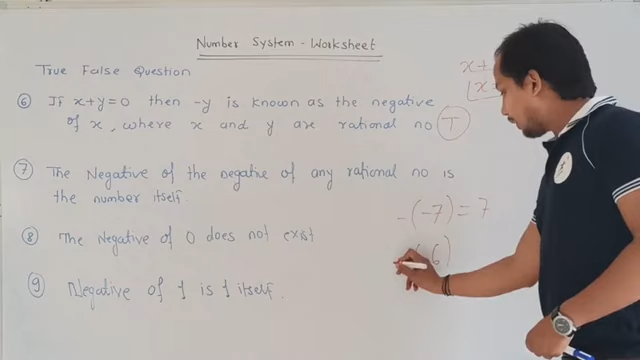 Number System - Worksheet
True False Question
x+
x
⑥ If x+y=0 then -y is known as the negative
of x, where x and y are rational no T
⑦ The Negative of the negative of any rational no is
the number itself.
-(-7) = 7
⑧ The Negative of 0 does not exist
6)
⑨ Negative of 1 is 1 itself.